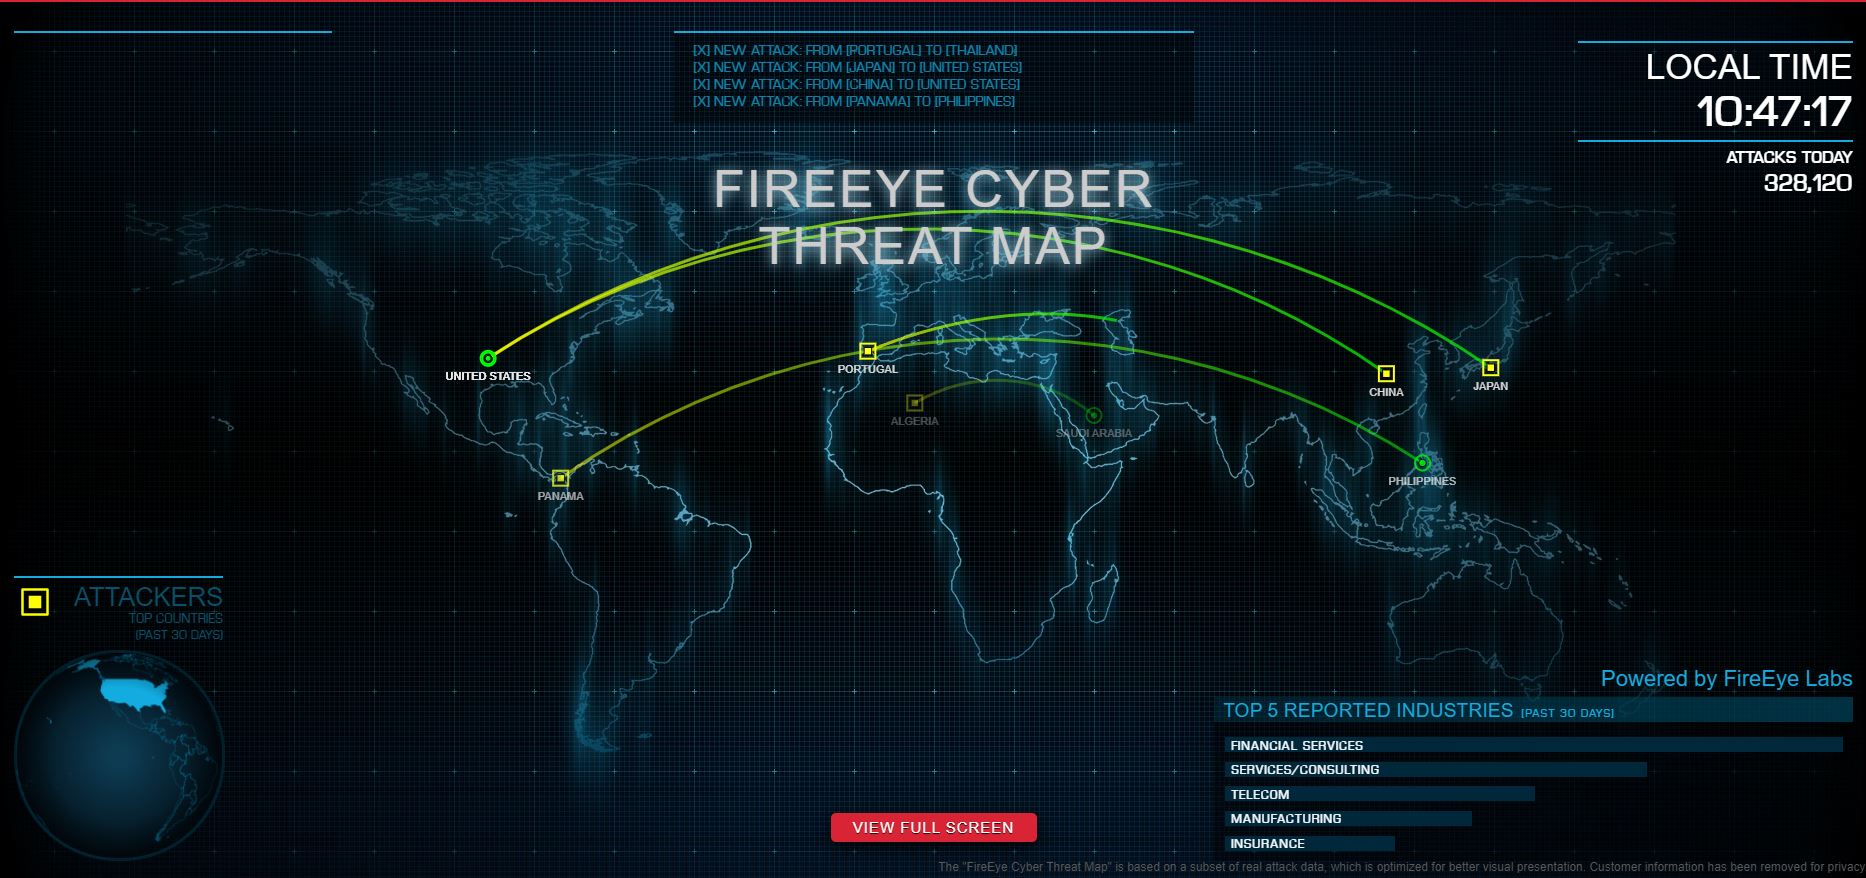 [X] NEW ATTACK: FROM [PORTUGAL] TO [THAILAND]
[X] NEW ATTACK: FROM [JAPAN] TO [UNITED STATES]
[X] NEW ATTACK: FROM [CHINA] TO [UNITED STATES]
[X] NEW ATTACK: FROM [PANAMA] TO [PHILIPPINES]
LOCAL TIME
10:47:17
ATTACKS TODAY
328,120
FIREEYE CYBER
THREAT MAP
UNITED STATES
PORTUGAL
CHINA
JAPAN
ALGERIA
SAUDI ARABIA
PANAMA
PHILIPPINES
ATTACKERS
TOP COUNTRIES
(PAST 30 DAYS)
Powered by FireEye Labs
TOP 5 REPORTED INDUSTRIES (PAST 30 DAYS)
FINANCIAL SERVICES
SERVICES/CONSULTING
TELECOM
MANUFACTURING
INSURANCE
VIEW FULL SCREEN
The "FireEye Cyber Threat Map" is based on a subset of real attack data, which is optimized for better visual presentation. Customer information has been removed for privacy